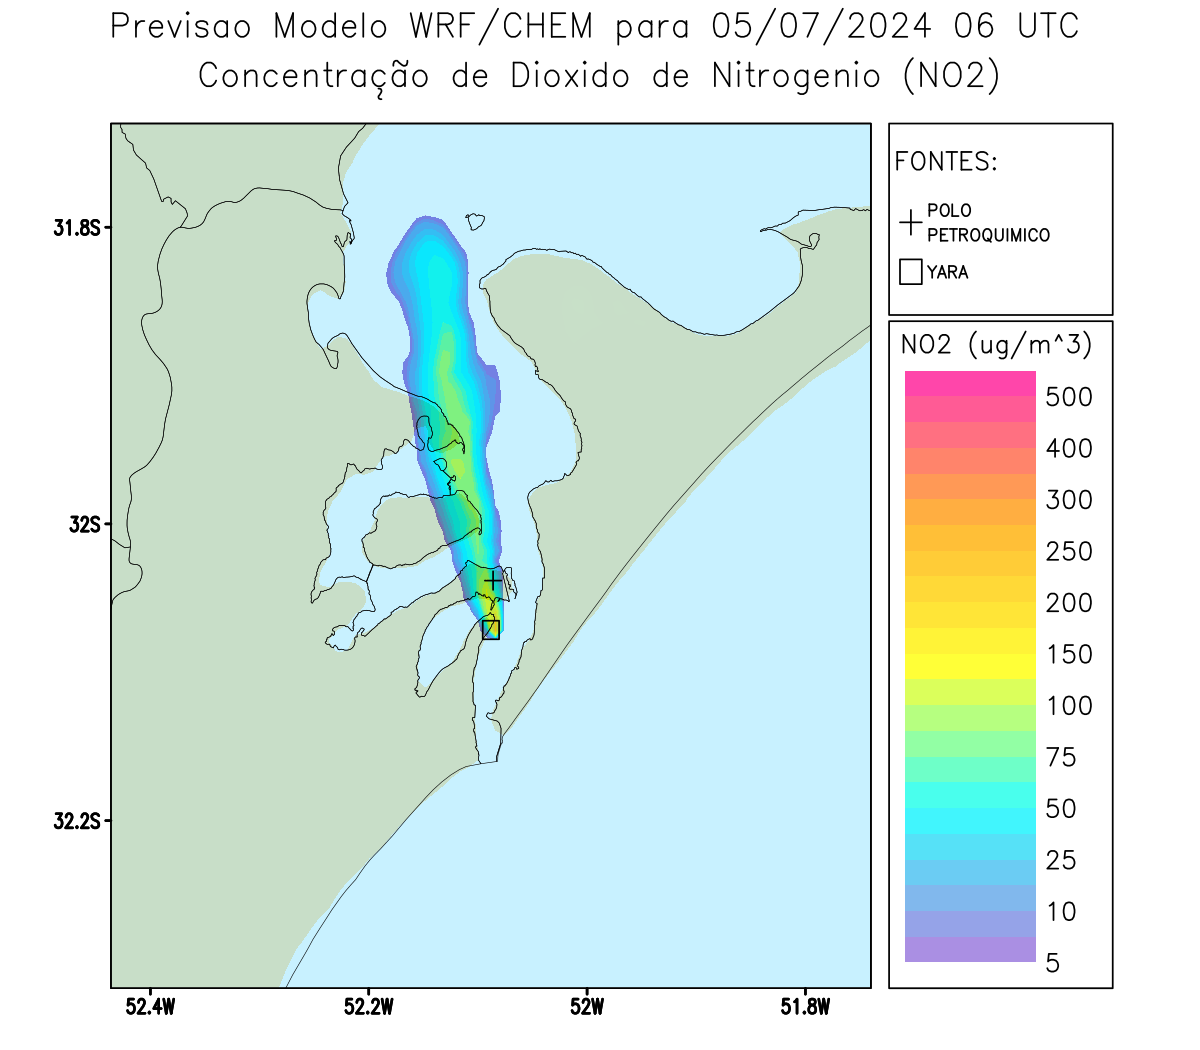 Previsao Modelo WRF/CHEM para 05/07/2024 06 UTC
Concentração de Dioxido de Nitrogenio (NO2)
FONTES:
POLO
PETROQUIMICO
YARA
NO2 (ug/m^3)
500
400
300
250
200
150
100
75
50
25
10
5
31.8S
32S
32.2S
52.4W
52.2W
52W
51.8W